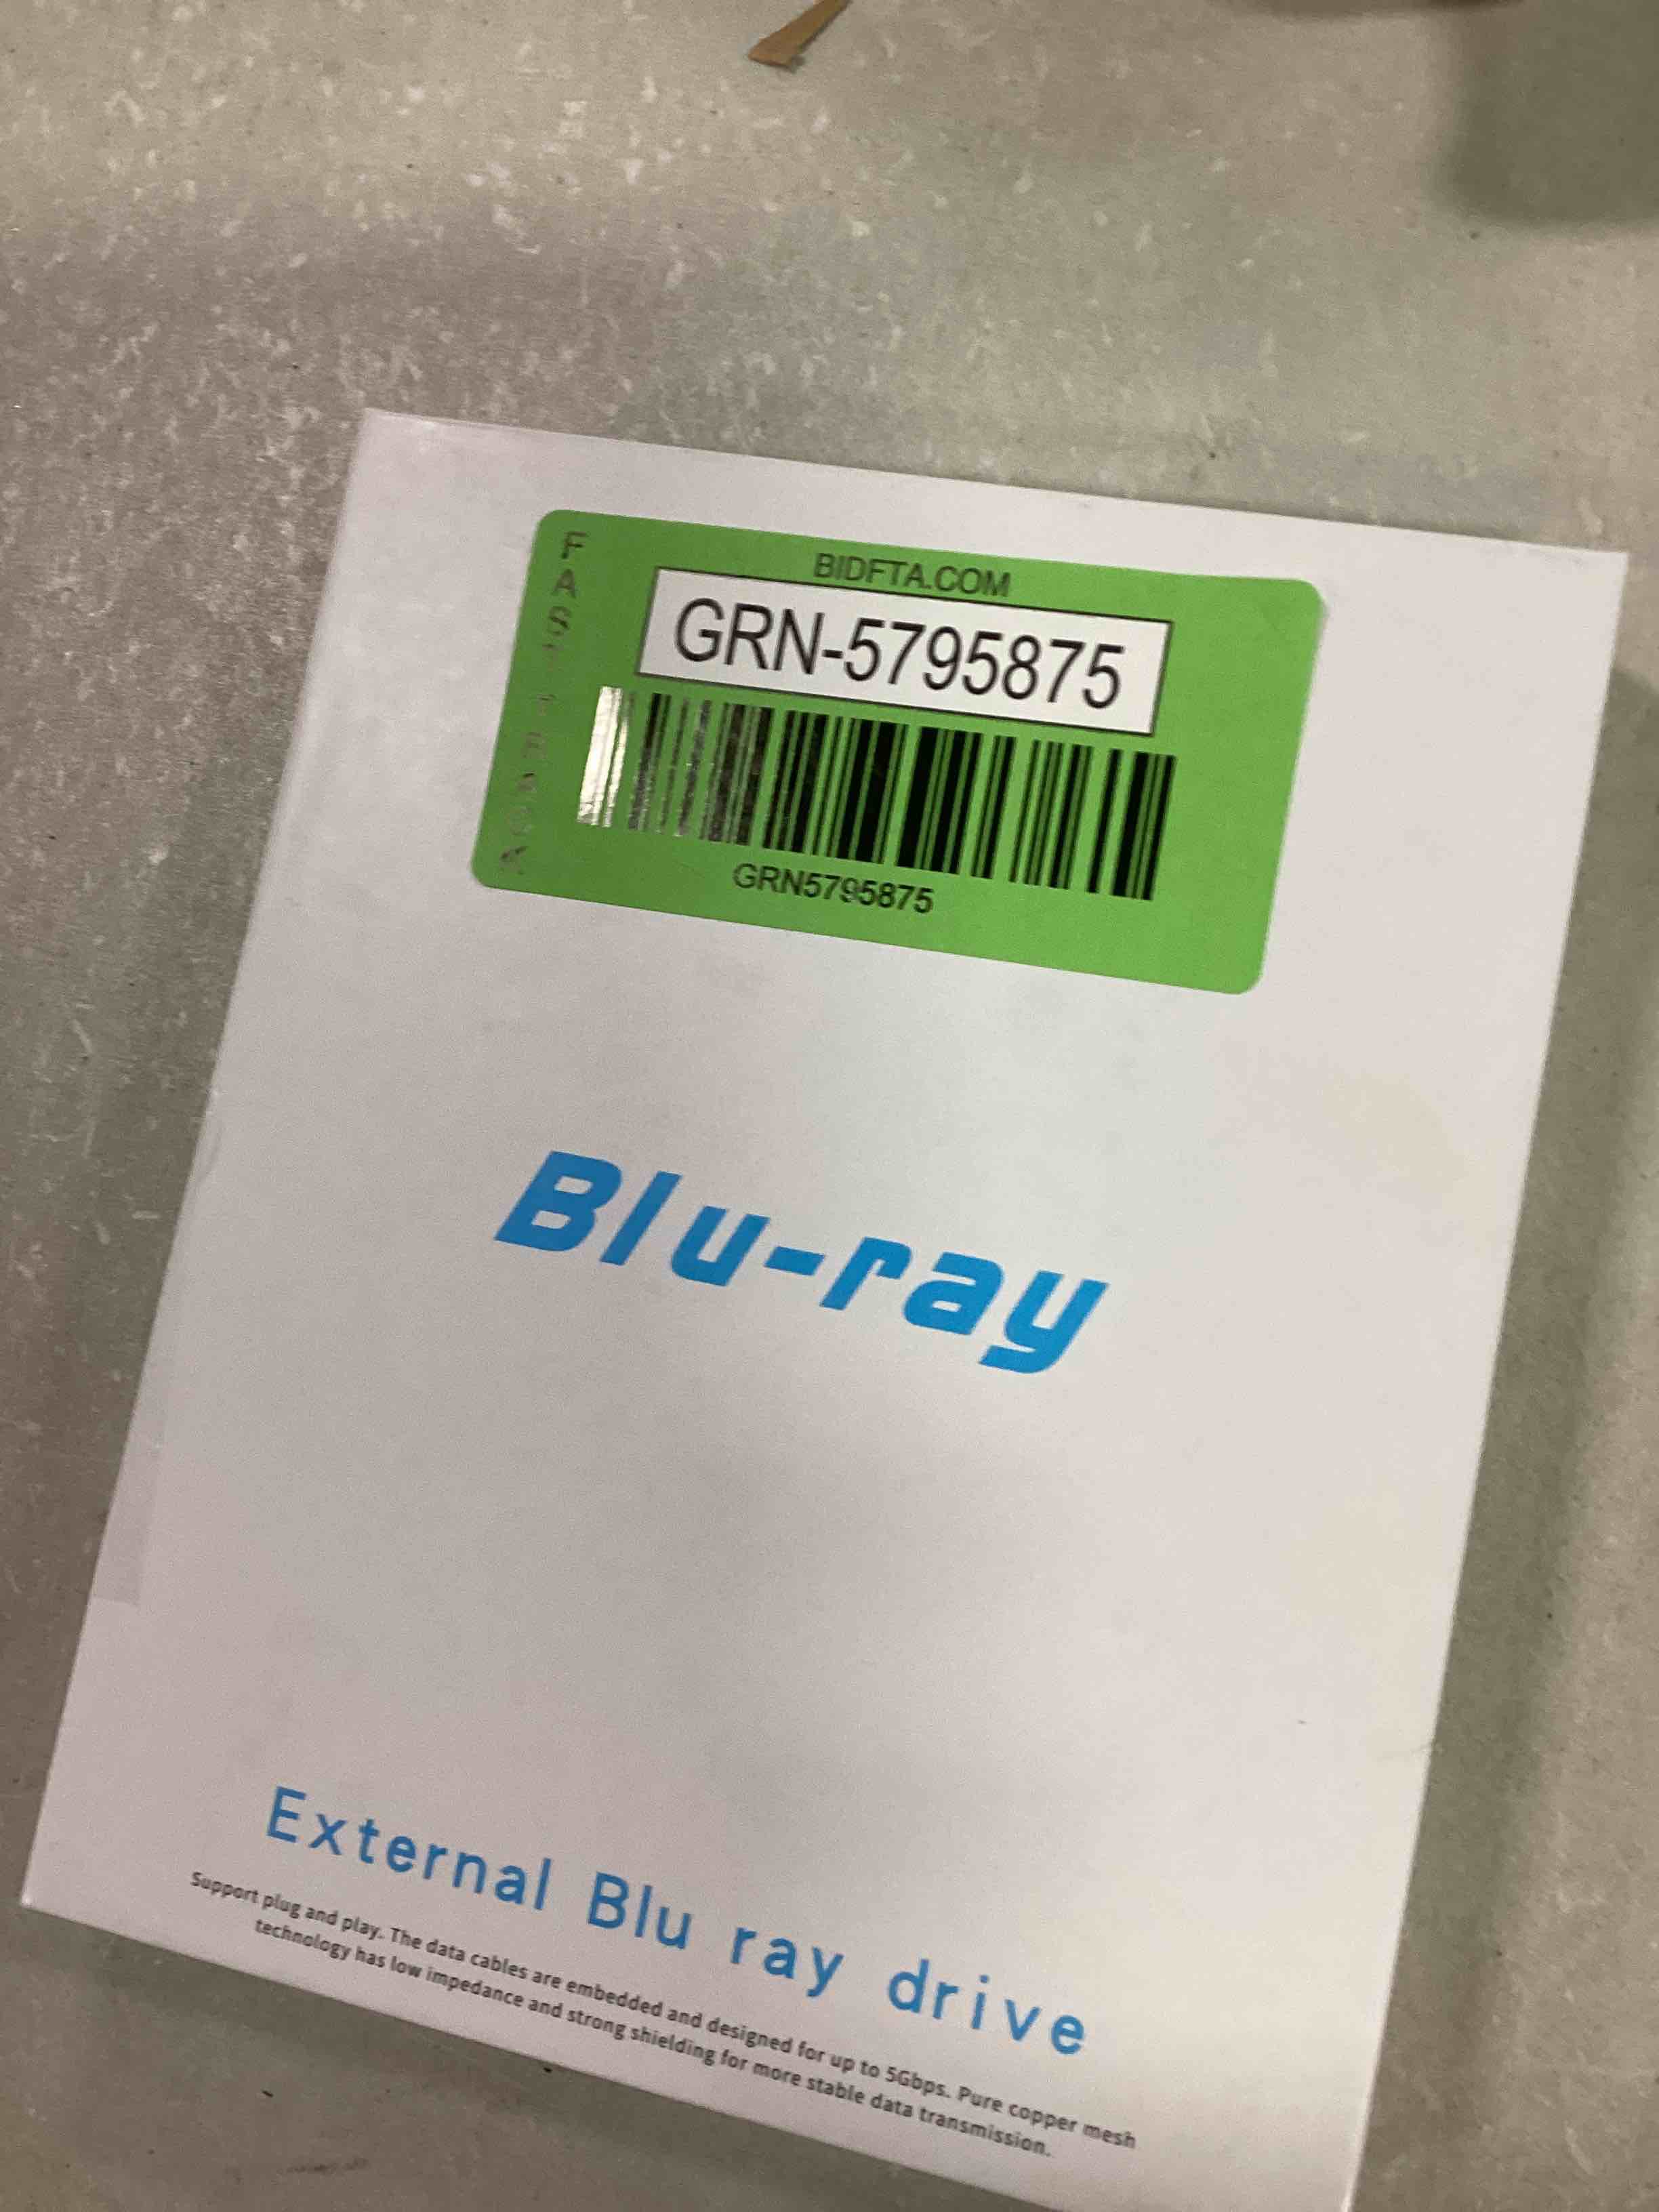 BIDFTA.COM
FAST TRACK
GRN-5795875
GRN5795875
Blu-ray
External Blu ray drive
Support plug and play. The data cables are embedded and designed for up to 5Gbps. Pure copper mesh
technology has low impedance and strong shielding for more stable data transmission.